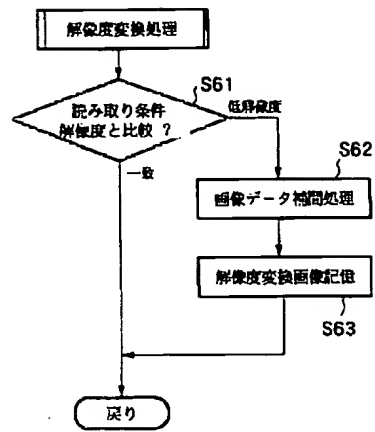 解像度変換処理
S61
読み取り条件
解像度と比較？
低解像度
一致
S62
画像データ補間処理
解像度変換画像記憶
S63
戻り